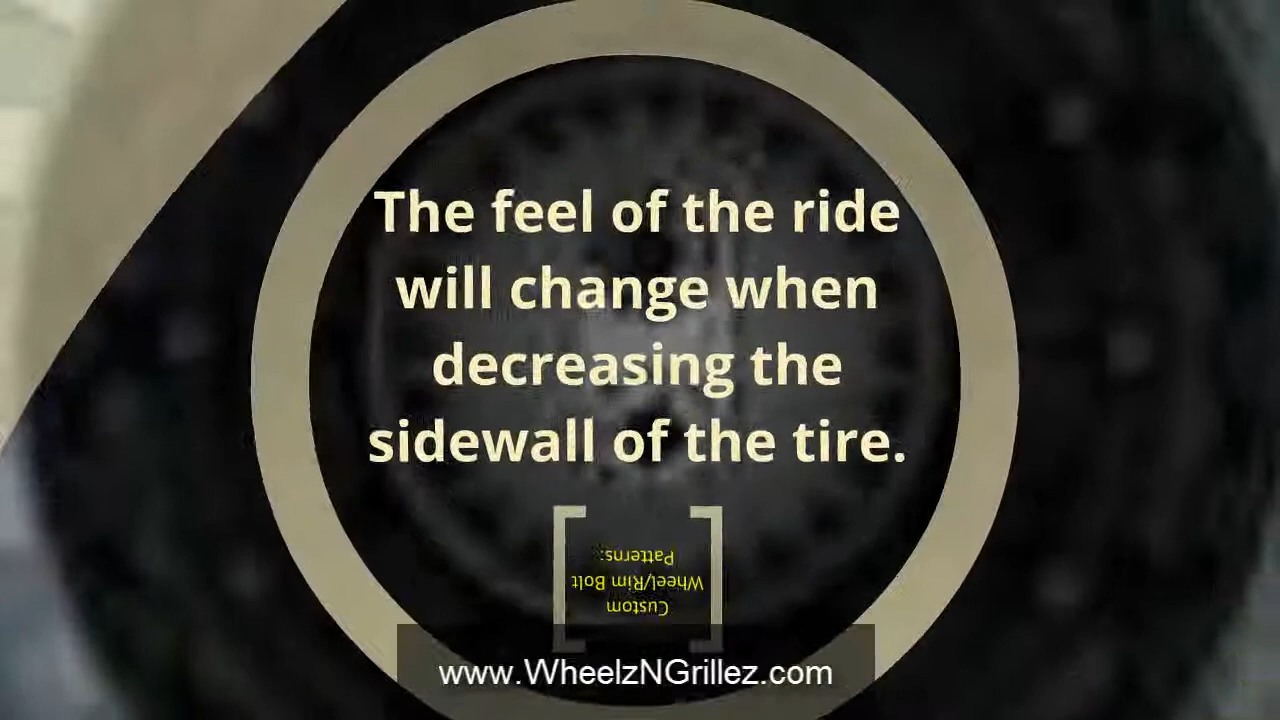 The feel of the ride
will change when
decreasing the
sidewall of the tire.
Custom
Wheel/Rim Bolt
Patterns:
www.WheelzNGrillez.com